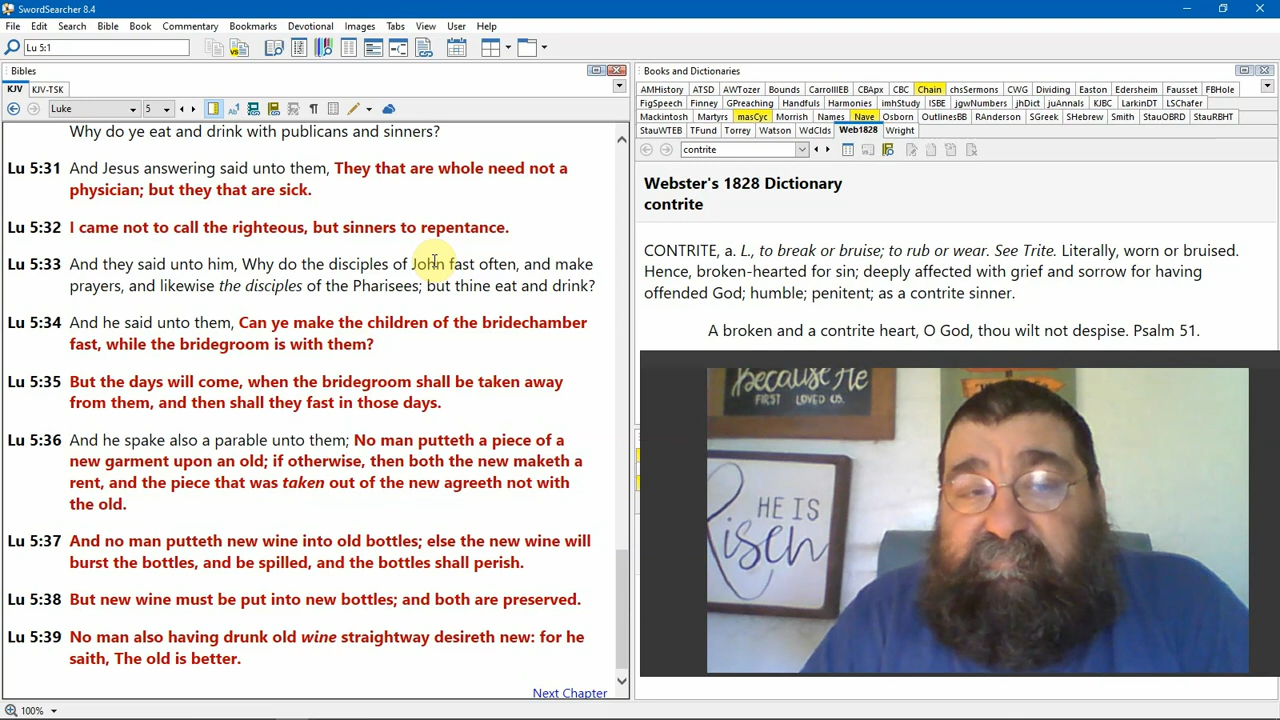 SwordSearcher 8.4
File Edit Search Bible Book Commentary Bookmarks Devotional Images Tabs View User Help
Lu 5:1
Bibles
KJV KJV-TSK
Luke 5
Why do ye eat and drink with publicans and sinners?
Lu 5:31 And Jesus answering said unto them, They that are whole need not a
physician; but they that are sick.
Lu 5:32 I came not to call the righteous, but sinners to repentance.
Lu 5:33 And they said unto him, Why do the disciples of John fast often, and make
prayers, and likewise the disciples of the Pharisees; but thine eat and drink?
Lu 5:34 And he said unto them, Can ye make the children of the bridechamber
fast, while the bridegroom is with them?
Lu 5:35 But the days will come, when the bridegroom shall be taken away
from them, and then shall they fast in those days.
Lu 5:36 And he spake also a parable unto them; No man putteth a piece of a
new garment upon an old; if otherwise, then both the new maketh a
rent, and the piece that was taken out of the new agreeth not with
the old.
Lu 5:37 And no man putteth new wine into old bottles; else the new wine will
burst the bottles, and be spilled, and the bottles shall perish.
Lu 5:38 But new wine must be put into new bottles; and both are preserved.
Lu 5:39 No man also having drunk old wine straightway desireth new: for he
saith, The old is better.
Next Chapter
100%
Books and Dictionaries
AMHistory ATSD AWTozer Bounds CarrollIEB CBApx Chain chsSermons CWG Dividing Easton Edersheim Fausset FBHole
FigSpeech Finney GPreaching Handfuls Harmonies imhStudy ISBE jgwNumbers jhDict juAnnals KJBC LarkinDT LSChafer
Mackintosh Martyrs masCyc Morrish Names Nave Osborn OutlinesBB RAnderson SGreek SHebrew Smith StauOBRD StauRBHT
StauWTEB TFund Torrey Watson WdClds Web1828 Wright
contrite
Webster's 1828 Dictionary
contrite
CONTRITE, a. L., to break or bruise; to rub or wear. See Trite. Literally, worn or bruised.
Hence, broken-hearted for sin; deeply affected with grief and sorrow for having
offended God; humble; penitent; as a contrite sinner.
A broken and a contrite heart, O God, thou wilt not despise. Psalm 51.
Because He
FIRST LOVED US.
HE IS
Risen